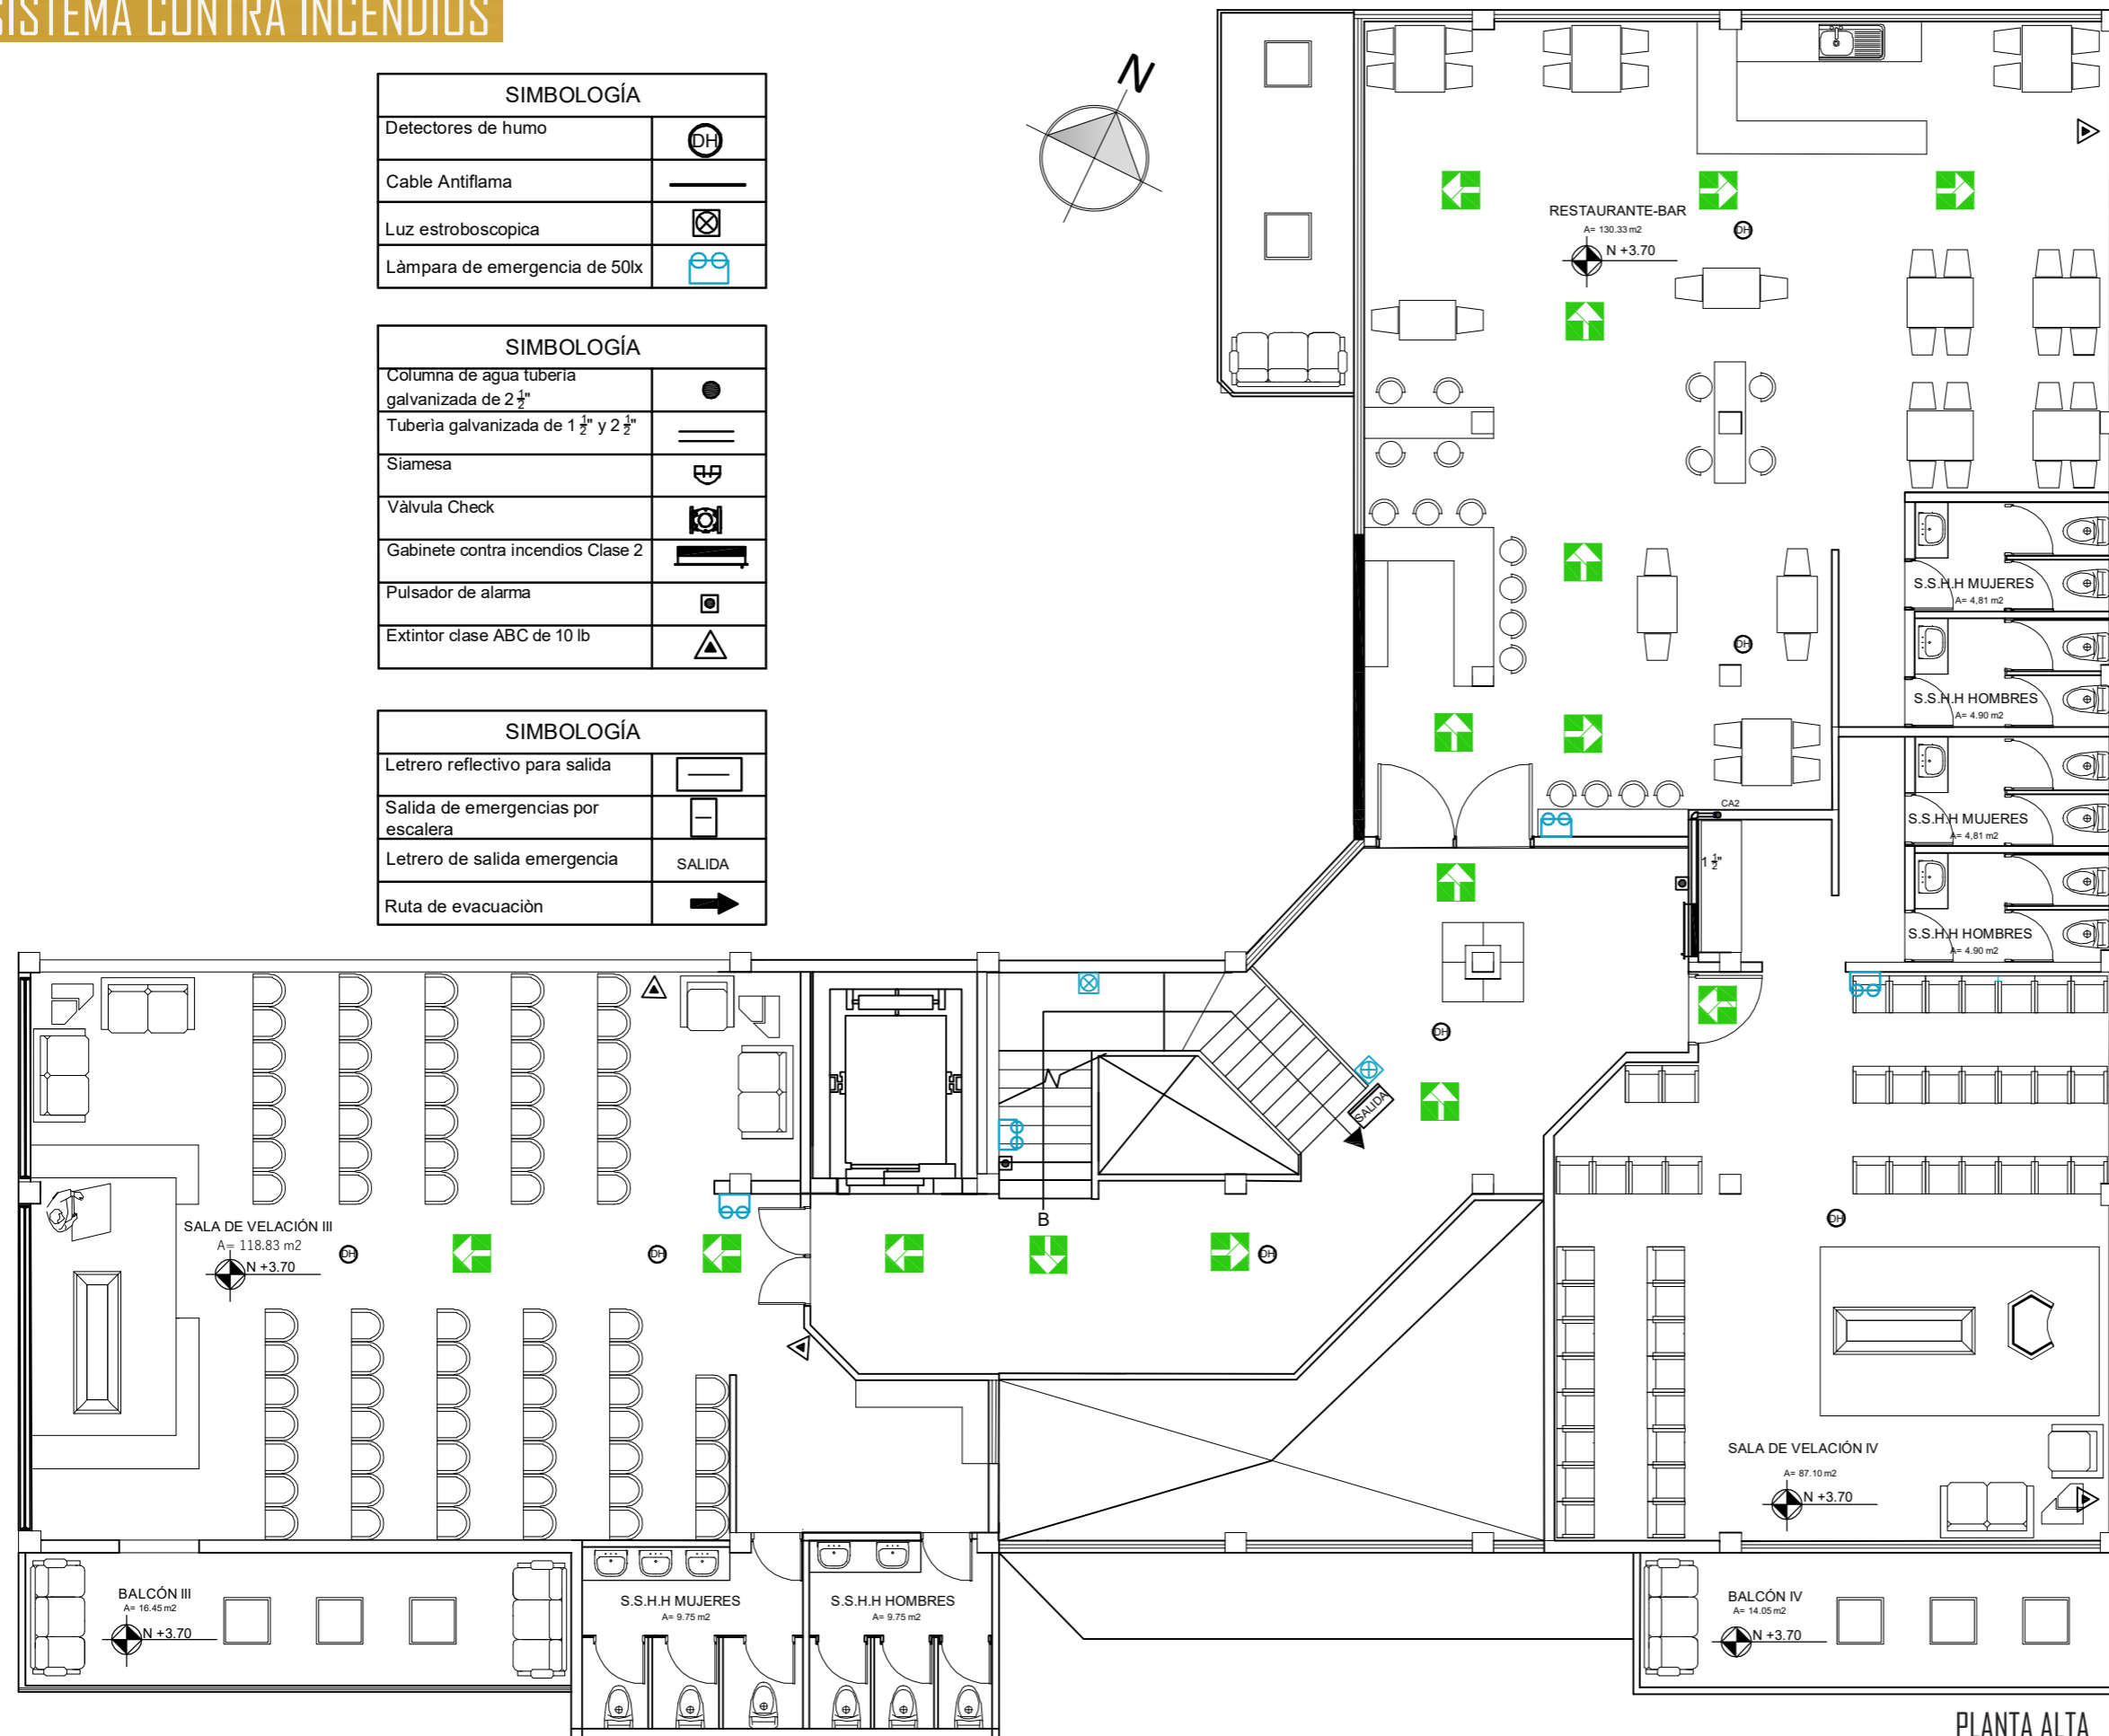 SISTEMA CONTRA INCENDIOS
SIMBOLOGÍA
Detectores de humo
DH
Cable Antiflama
Luz estroboscopica
Làmpara de emergencia de 50lx
SIMBOLOGÍA
Columna de agua tuberia
galvanizada de 2 1/2"
Tuberìa galvanizada de 1 1/2" y 2 1/2"
Siamesa
Vàlvula Check
Gabinete contra incendios Clase 2
Pulsador de alarma
Extintor clase ABC de 10 lb
SIMBOLOGÍA
Letrero reflectivo para salida
Salida de emergencias por
escalera
Letrero de salida emergencia
SALIDA
Ruta de evacuaciòn
N
RESTAURANTE-BAR
A= 130.33 m2
N +3.70
DH
DH
S.S.H.H MUJERES
A= 4,81 m2
S.S.H.H HOMBRES
A= 4.90 m2
CA2
1 1/2"
S.S.H.H MUJERES
A= 4,81 m2
S.S.H.H HOMBRES
A= 4.90 m2
DH
SALIDA
B
DH
SALA DE VELACIÓN III
A= 118.83 m2
N +3.70
DH
DH
DH
SALA DE VELACIÓN IV
A= 87.10 m2
N +3.70
BALCÓN III
A= 16.45 m2
N +3.70
S.S.H.H MUJERES
A= 9.75 m2
S.S.H.H HOMBRES
A= 9.75 m2
BALCÓN IV
A= 14.05 m2
N +3.70
PLANTA ALTA